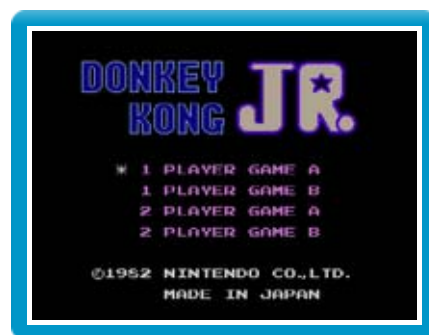 DONKEY
KONG JR.
* 1 PLAYER GAME A
1 PLAYER GAME B
2 PLAYER GAME A
2 PLAYER GAME B
©1982 NINTENDO CO.,LTD.
MADE IN JAPAN